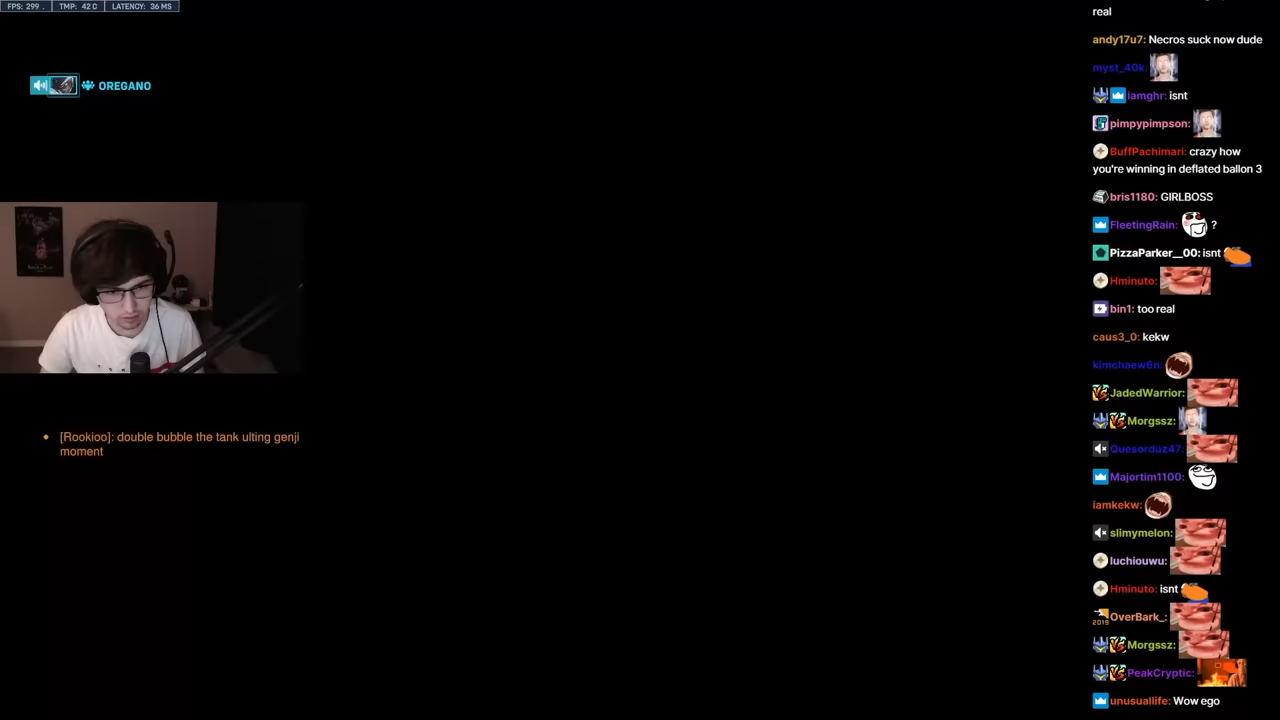 FPS: 299 . TMP: 42 C LATENCY: 36 MS
OREGANO
[Rookioo]: double bubble the tank ulting genji
moment
real
andy17u7: Necros suck now dude
myst_40k:
iamghr: isnt
pimpypimpson:
BuffPachimari: crazy how
you're winning in deflated ballon 3
bris1180: GIRLBOSS
FleetingRain: ?
PizzaParker__00: isnt
Hminuto:
bin1: too real
caus3_0: kekw
kimchaew6n:
JadedWarrior:
Morgssz:
Quesorduz47:
Majortim1100:
iamkekw:
slimymelon:
luchiouwu:
Hminuto: isnt
2019 OverBark_:
Morgssz:
PeakCryptic:
unusuallife: Wow ego